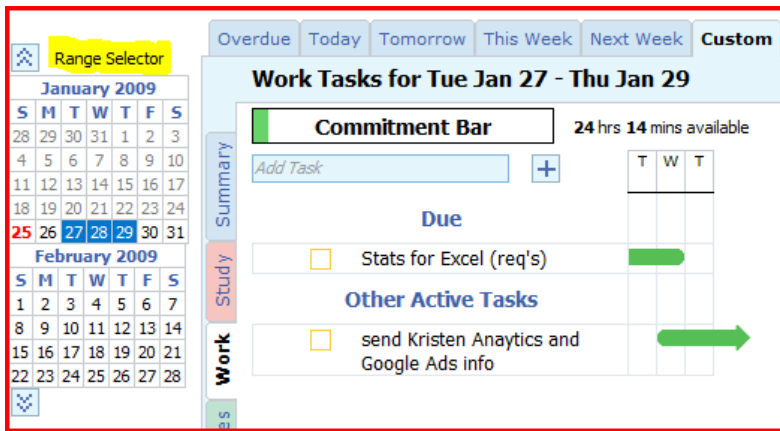 Overdue Today Tomorrow This Week Next Week Custom
Range Selector
January 2009
S M T W T F S
28 29 30 31 1 2 3
4 5 6 7 8 9 10
11 12 13 14 15 16 17
18 19 20 21 22 23 24
25 26 27 28 29 30 31
February 2009
S M T W T F S
1 2 3 4 5 6 7
8 9 10 11 12 13 14
15 16 17 18 19 20 21
22 23 24 25 26 27 28
Summary
Study
Work
es
Work Tasks for Tue Jan 27 - Thu Jan 29
Commitment Bar 24 hrs 14 mins available
Add Task + T W T
Due
Stats for Excel (req's)
Other Active Tasks
send Kristen Anaytics and
Google Ads info